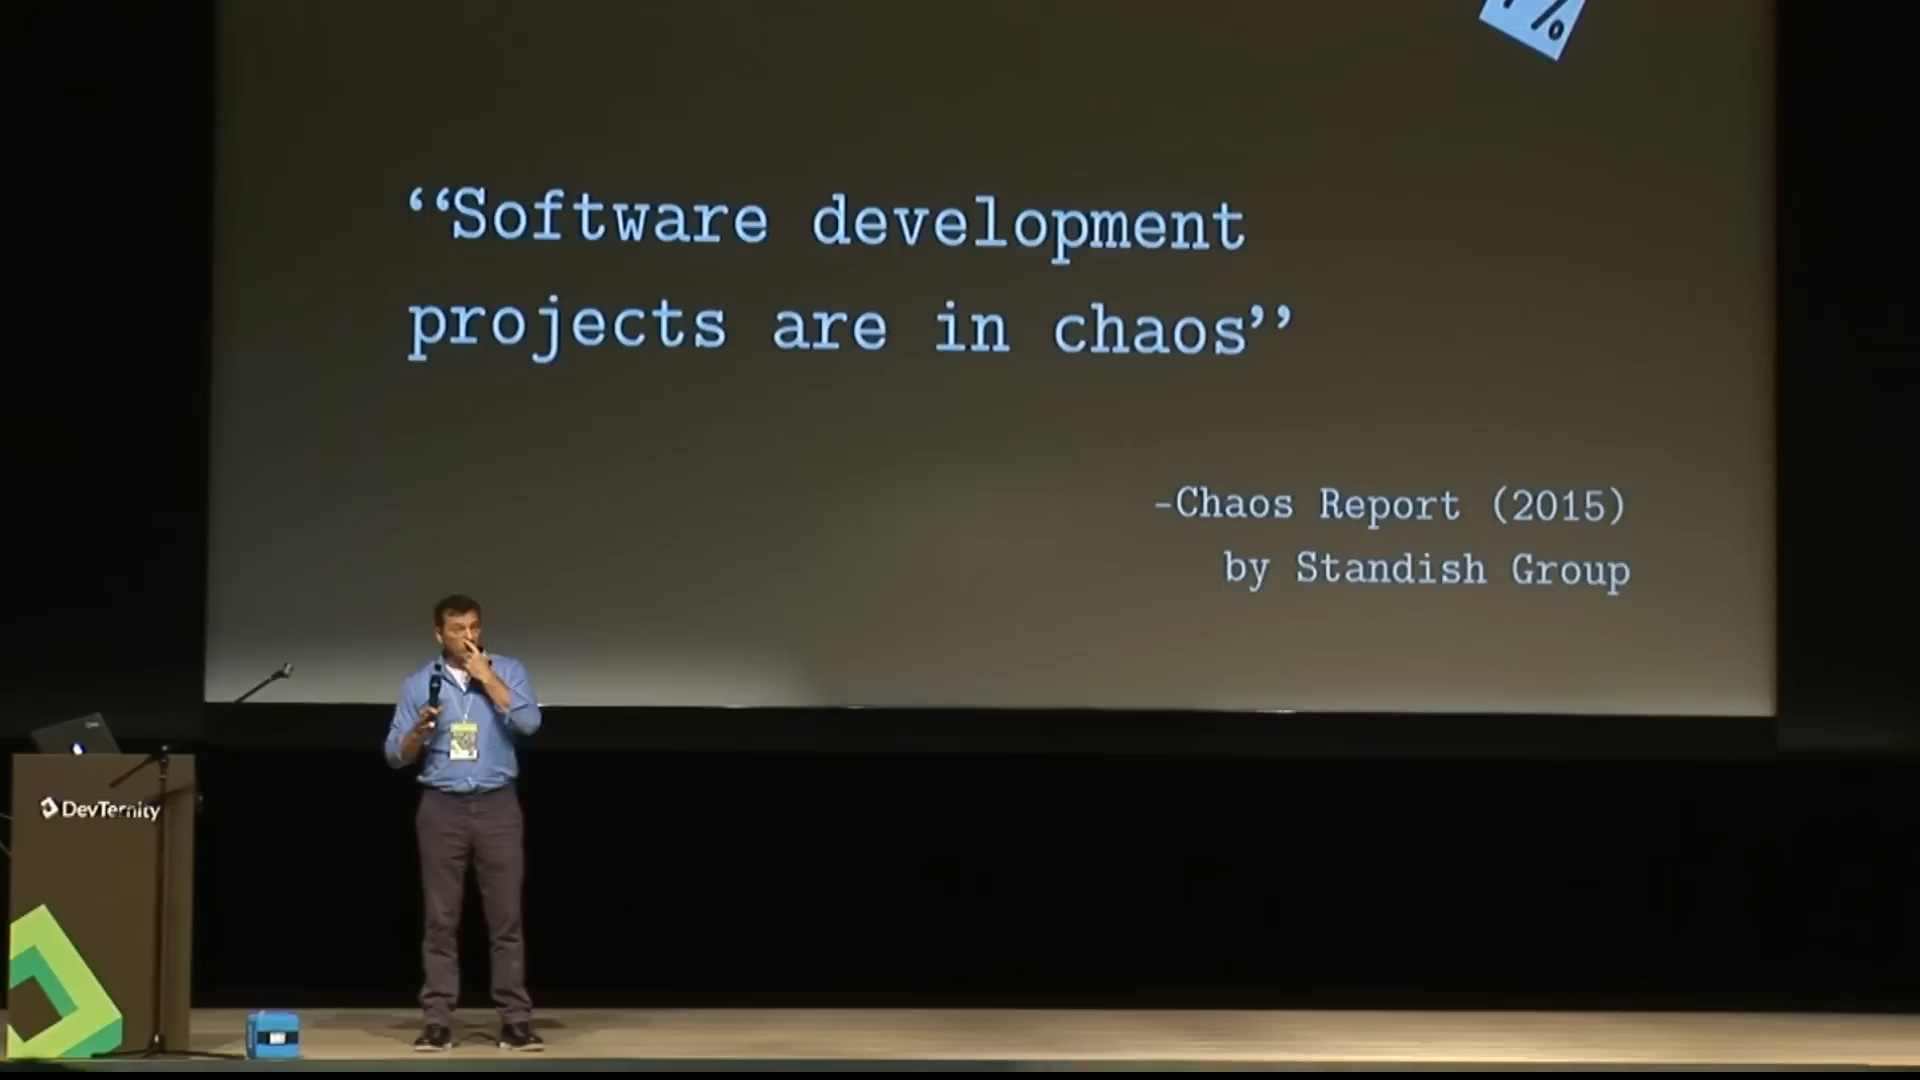 %
“Software development
projects are in chaos”
-Chaos Report (2015)
by Standish Group
DevTernity